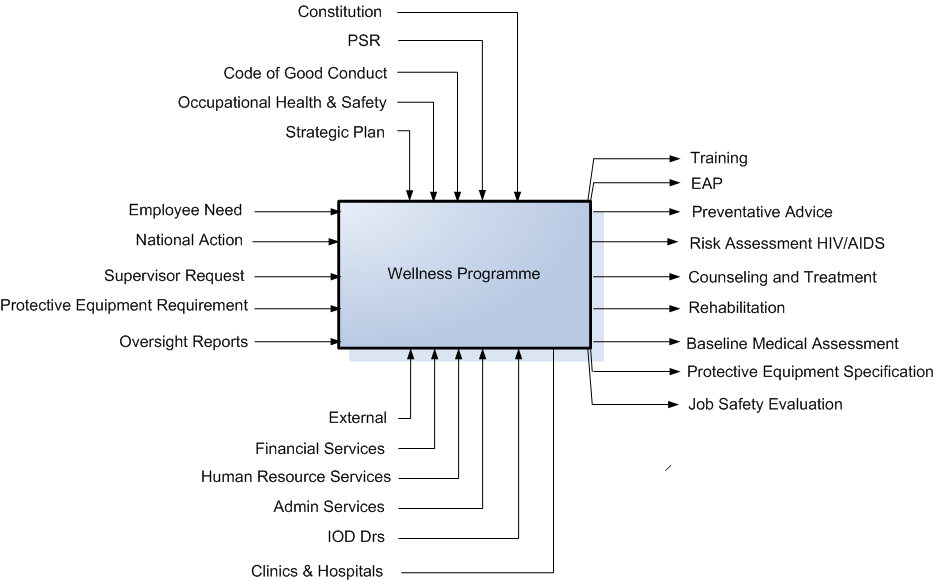 Constitution
PSR
Code of Good Conduct
Occupational Health & Safety
Strategic Plan
Employee Need
National Action
Supervisor Request
Protective Equipment Requirement
Oversight Reports
Wellness Programme
Training
EAP
Preventative Advice
Risk Assessment HIV/AIDS
Counseling and Treatment
Rehabilitation
Baseline Medical Assessment
Protective Equipment Specification
Job Safety Evaluation
External
Financial Services
Human Resource Services
Admin Services
IOD Drs
Clinics & Hospitals